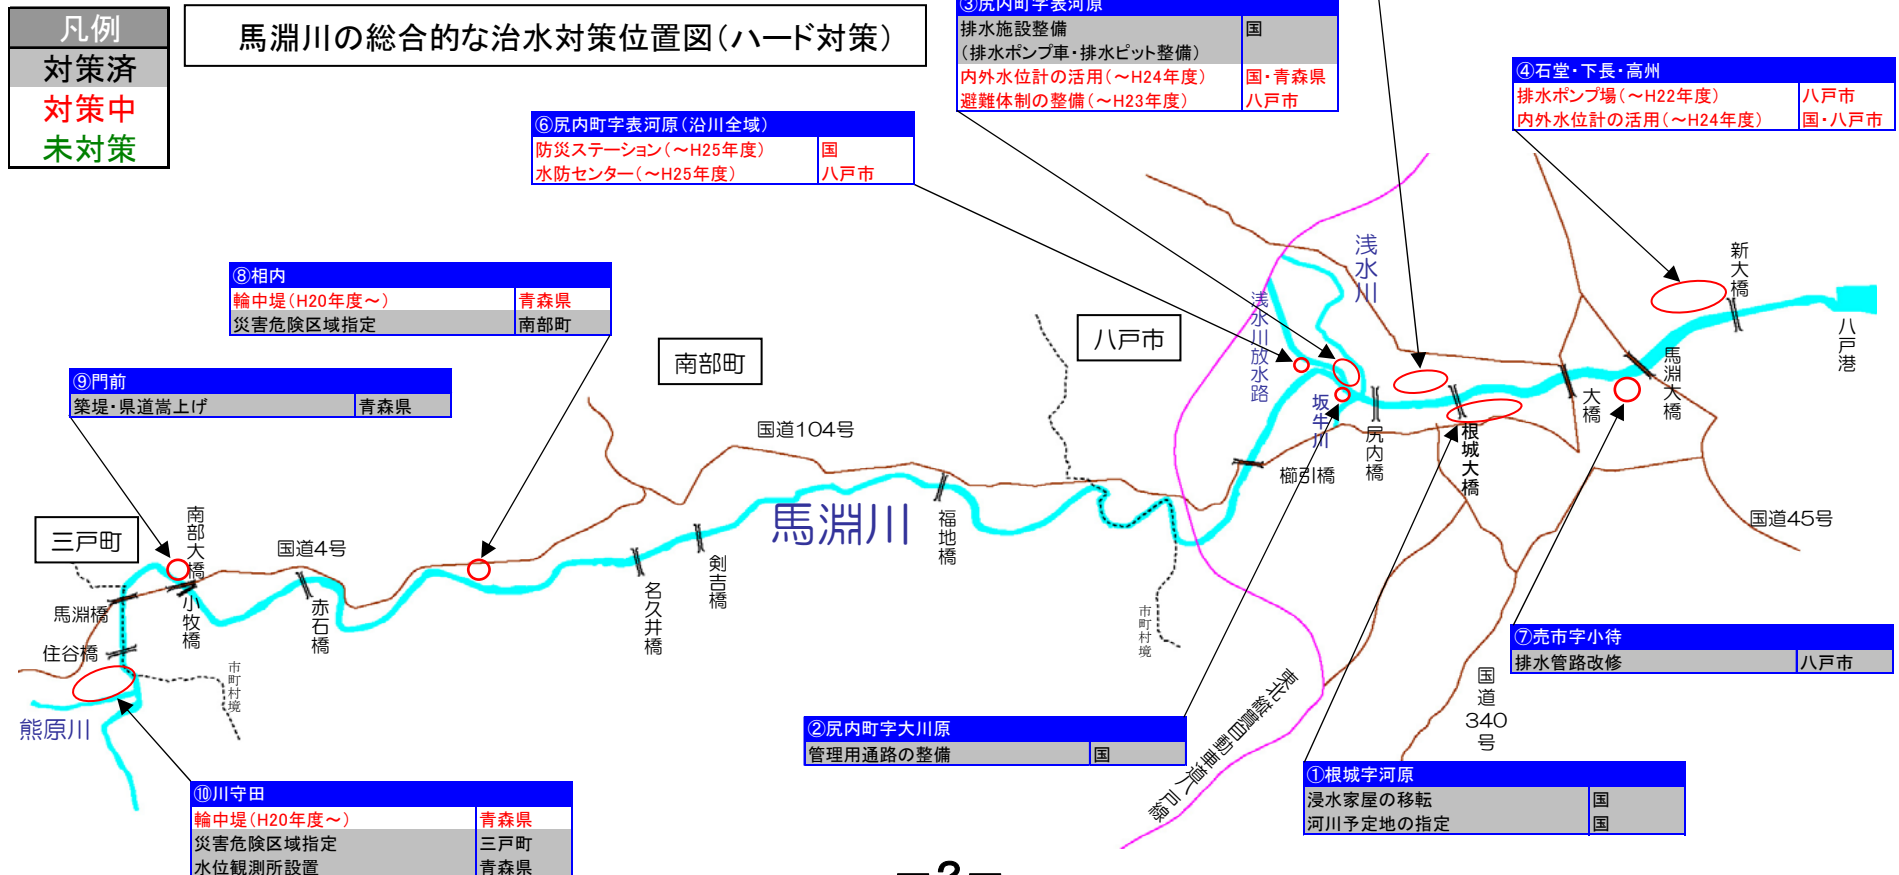 凡例
対策済
対策中
未対策
馬淵川の総合的な治水対策位置図(ハード対策)
③尻内町字表河原
排水施設整備 国
(排水ポンプ車・排水ピット整備)
内外水位計の活用(～H24年度) 国・青森県
避難体制の整備(～H23年度) 八戸市
④石堂・下長・高州
排水ポンプ場(～H22年度) 八戸市
内外水位計の活用(～H24年度) 国・八戸市
⑥尻内町字表河原(沿川全域)
防災ステーション(～H25年度) 国
水防センター(～H25年度) 八戸市
⑧相内
輪中堤(H20年度～) 青森県
災害危険区域指定 南部町
⑨門前
築堤・県道嵩上げ 青森県
南部町
八戸市
三戸町
浅水川
浅水川放水路
坂牛川
新大橋
八戸港
馬淵大橋
大橋
根城大橋
尻内橋
櫛引橋
国道104号
馬淵川
福地橋
剣吉橋
名久井橋
国道4号
赤石橋
南部大橋
小牧橋
馬淵橋
住谷橋
市町村境
熊原川
市町村境
国道45号
国道340号
東北縦貫自動車道八戸線
⑦売市字小待
排水管路改修 八戸市
②尻内町字大川原
管理用通路の整備 国
①根城字河原
浸水家屋の移転 国
河川予定地の指定 国
⑩川守田
輪中堤(H20年度～) 青森県
災害危険区域指定 三戸町
水位観測所設置 青森県